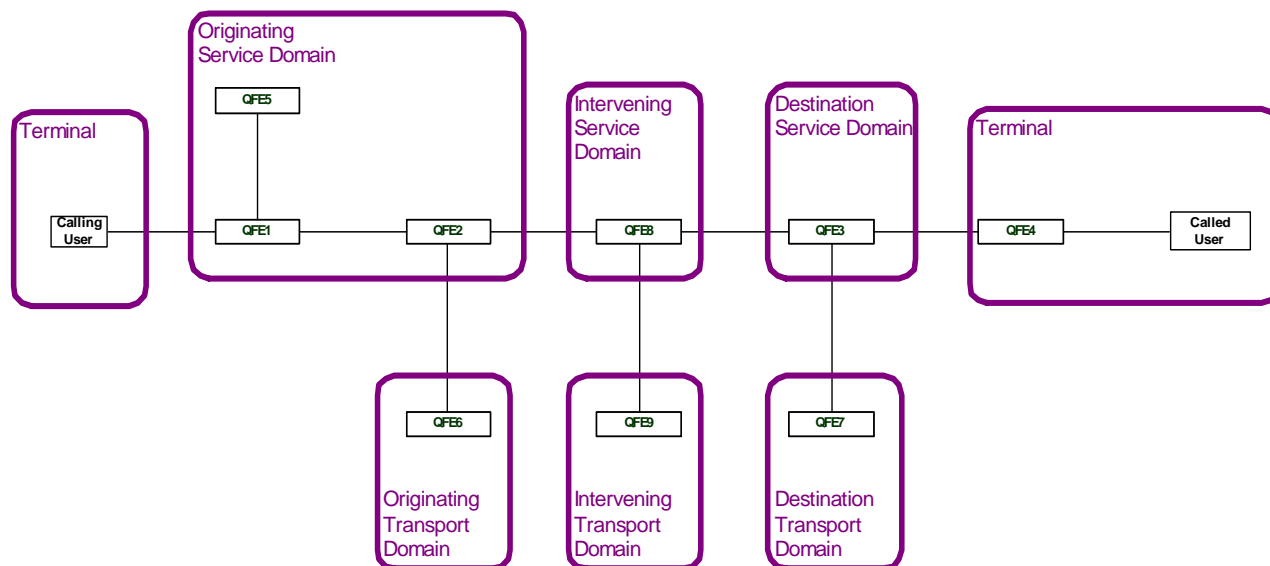 Originating
Service Domain
QFE5
Terminal
Intervening
Service
Domain
Destination
Service Domain
Terminal
Calling
User
QFE1
QFE2
QFE8
QFE3
QFE4
Called
User
QFE6
QFE9
QFE7
Originating
Transport
Domain
Intervening
Transport
Domain
Destination
Transport
Domain